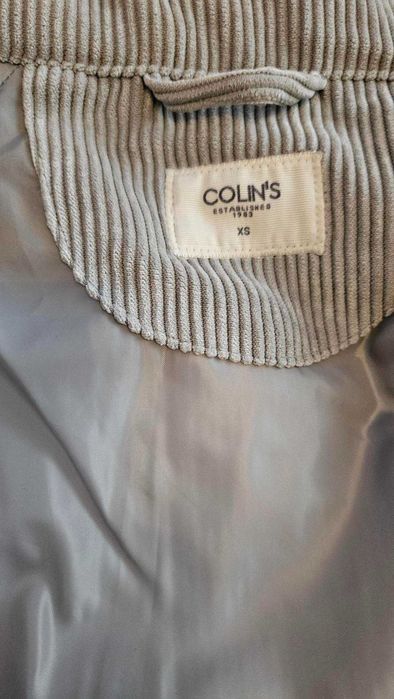 COLIN'S
ESTABLISHED
1983
XS